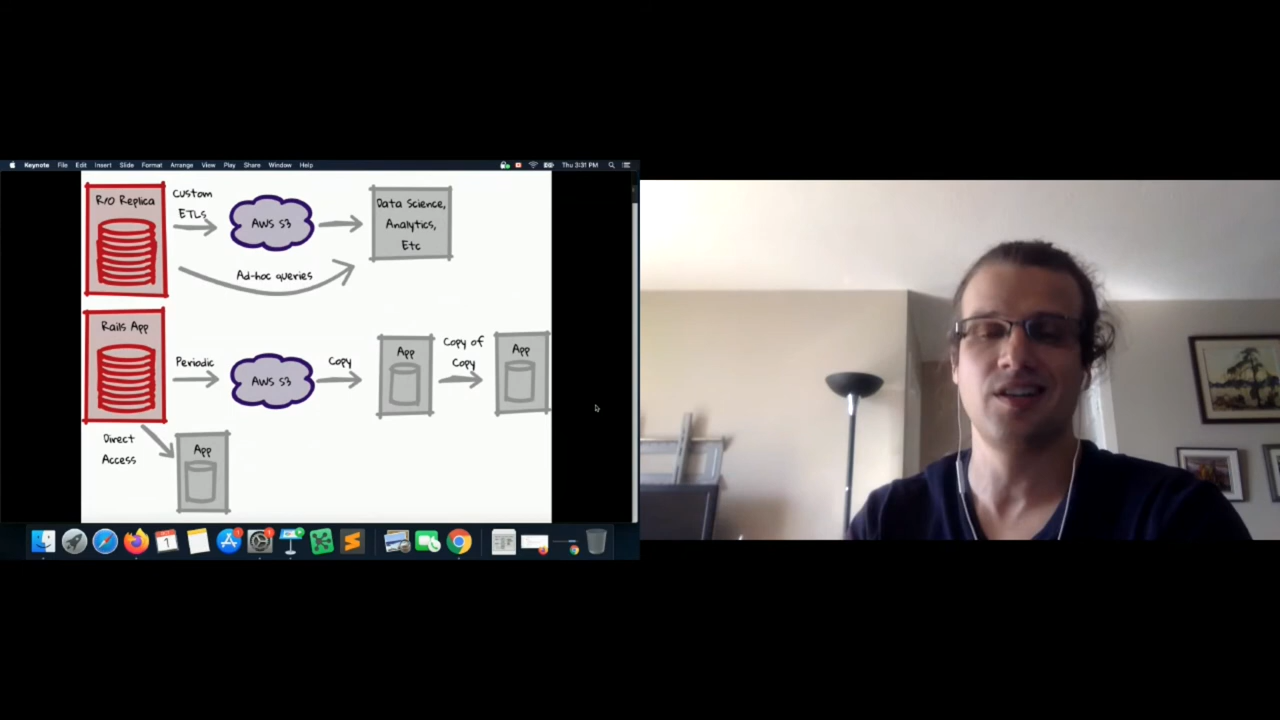 Keynote File Edit Insert Slide Format Arrange View Play Share Window Help
Thu 3:31 PM
R/O Replica
Custom
ETLs
AWS S3
Data Science,
Analytics,
Etc
Ad-hoc queries
Rails App
Periodic
AWS S3
Copy
App
Copy of
Copy
App
Direct
Access
App
1